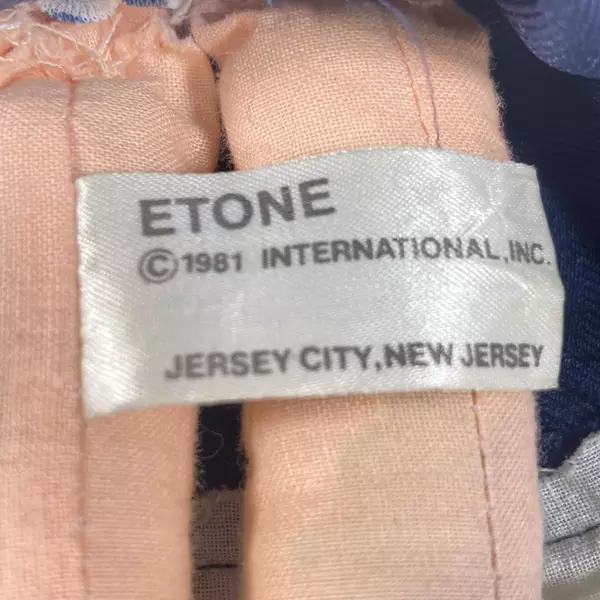 ETONE
©1981 INTERNATIONAL,INC.
JERSEY CITY,NEW JERSEY